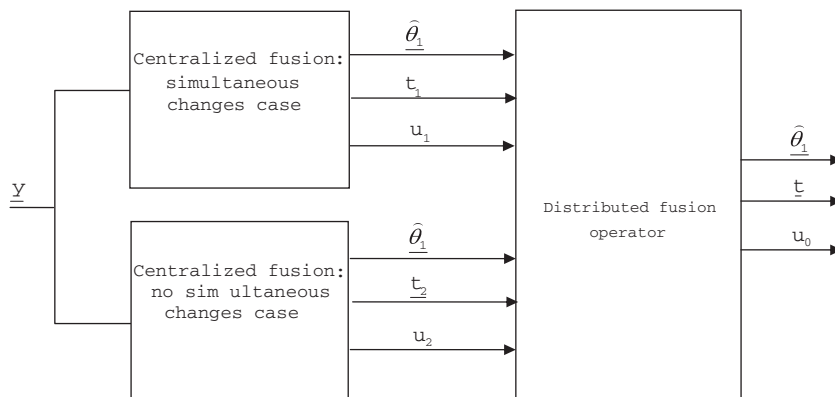 y
Centralized fusion:
simultaneous
changes case
θ̂₁
t₁
u₁
Centralized fusion:
no sim ultaneous
changes case
θ̂₁
t₂
u₂
Distributed fusion
operator
θ̂₁
t
u₀